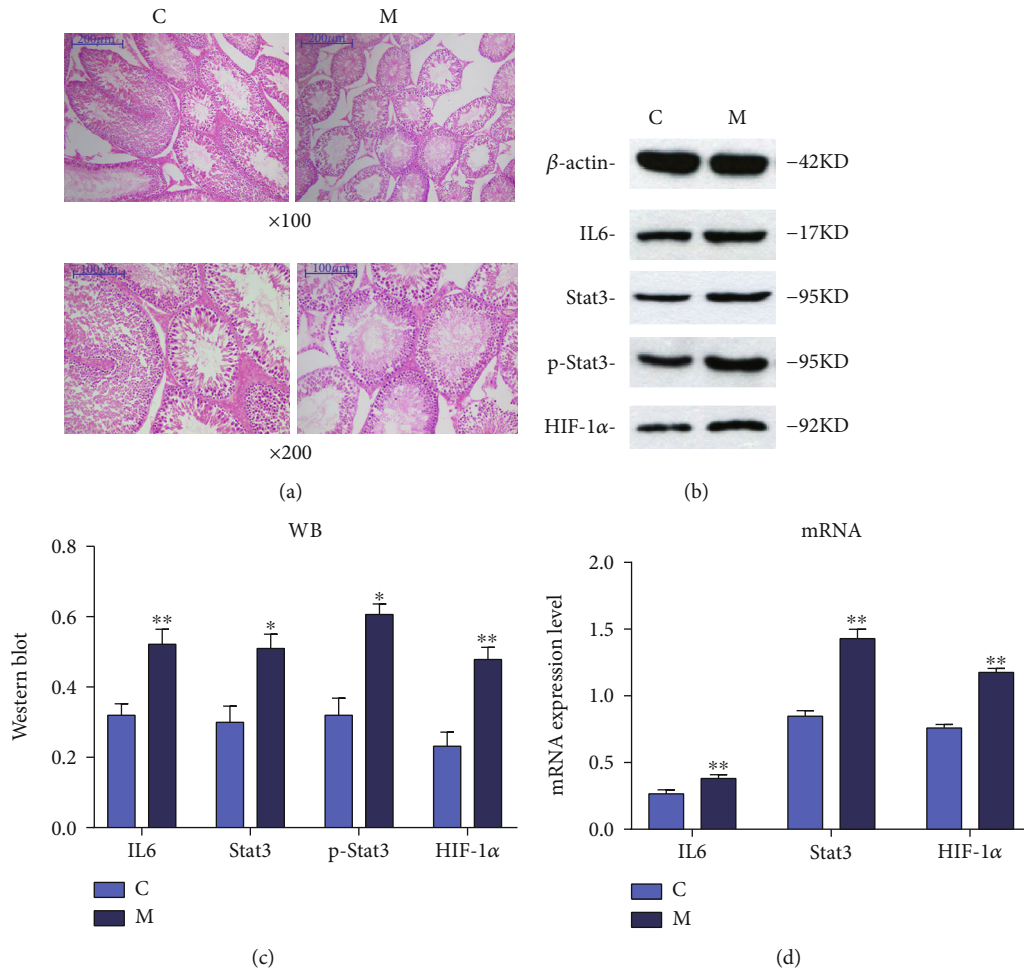 C M
200μm 200μm
×100
100μm 100μm
×200
(a)
C M
β-actin- -42KD
IL6- -17KD
Stat3- -95KD
p-Stat3- -95KD
HIF-1α- -92KD
(b)
WB
Western blot
0.8
0.6
0.4
0.2
0.0
** * * **
IL6 Stat3 p-Stat3 HIF-1α
C
M
(c)
mRNA
mRNA expression level
2.0
1.5
1.0
0.5
0.0
** ** **
IL6 Stat3 HIF-1α
C
M
(d)